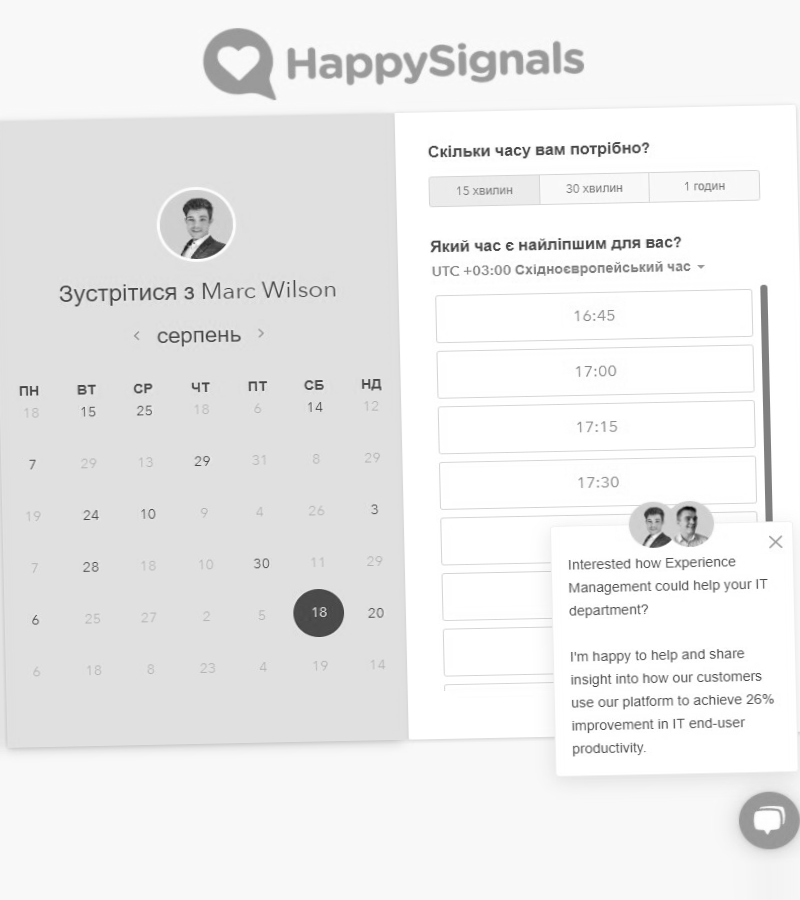 HappySignals
Зустрітися з Marc Wilson
серпень
ПН ВТ СР ЧТ ПТ СБ НД
18 15 25 18 6 14 12
7 29 13 29 31 8 29
19 24 10 9 4 26 3
7 28 18 10 30 11 29
6 25 27 2 5 18 20
6 18 8 23 4 19 14
Скільки часу вам потрібно?
15 хвилин 30 хвилин 1 годин
Який час є найліпшим для вас?
UTC +03:00 Східноєвропейський час
16:45
17:00
17:15
17:30
Interested how Experience
Management could help your IT
department?
I'm happy to help and share
insight into how our customers
use our platform to achieve 26%
improvement in IT end-user
productivity.